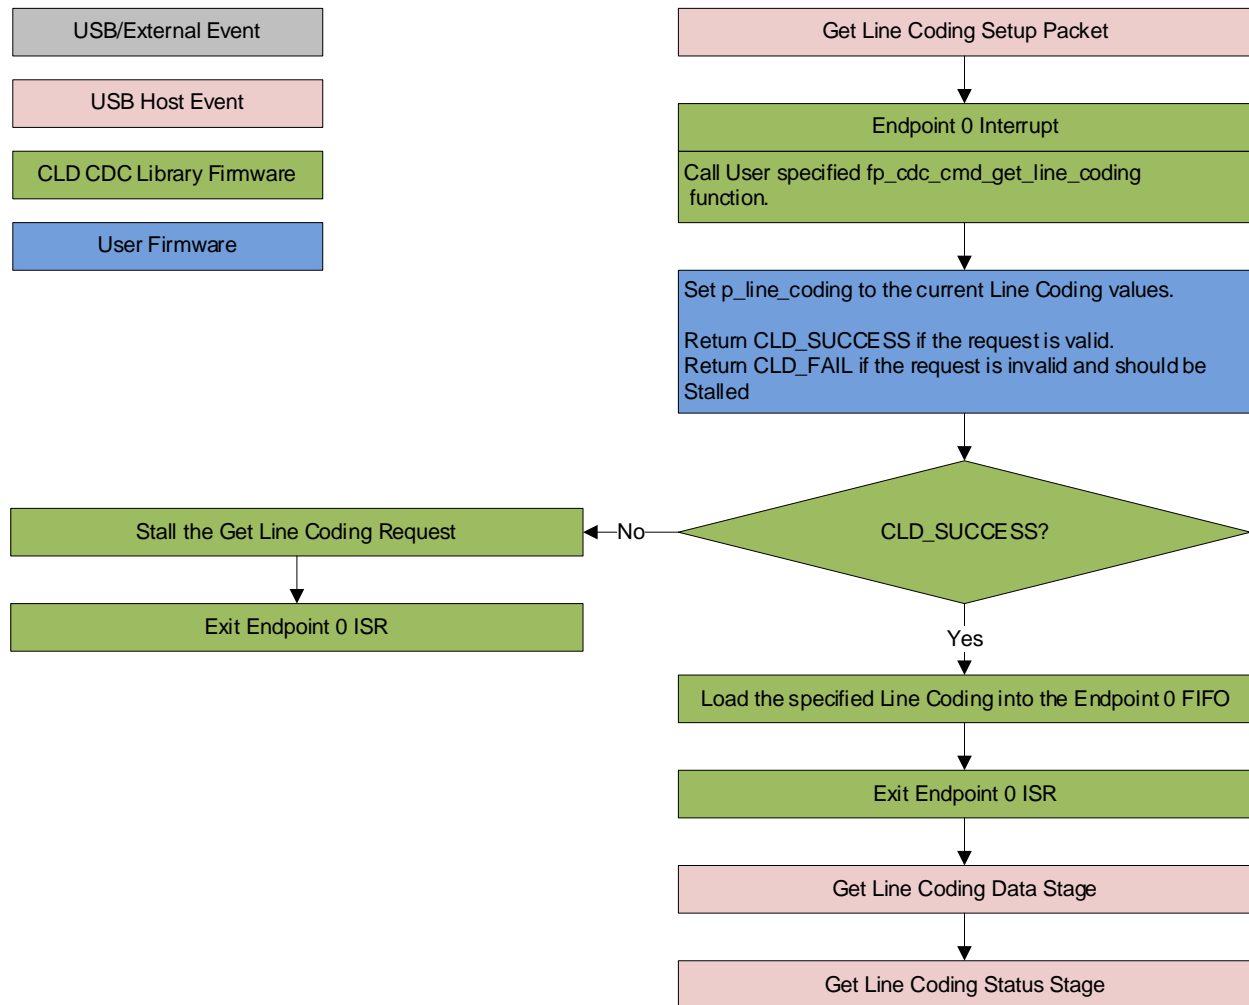 USB/External Event
USB Host Event
CLD CDC Library Firmware
User Firmware
Get Line Coding Setup Packet
Endpoint 0 Interrupt
Call User specified fp_cdc_cmd_get_line_coding
function.
Set p_line_coding to the current Line Coding values.
Return CLD_SUCCESS if the request is valid.
Return CLD_FAIL if the request is invalid and should be
Stalled
CLD_SUCCESS?
No
Stall the Get Line Coding Request
Exit Endpoint 0 ISR
Yes
Load the specified Line Coding into the Endpoint 0 FIFO
Exit Endpoint 0 ISR
Get Line Coding Data Stage
Get Line Coding Status Stage